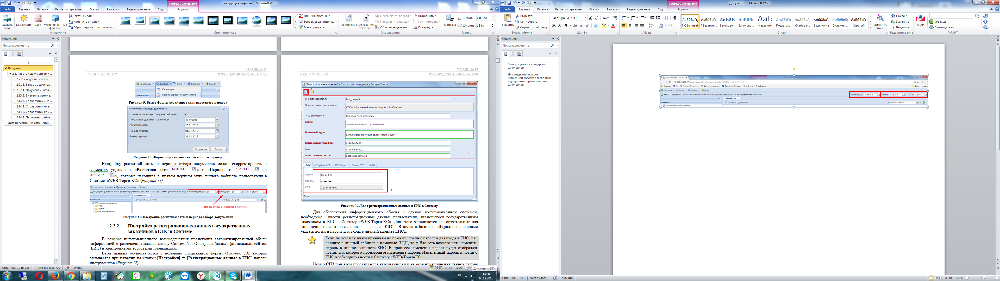 инструкция мирный - Microsoft Word
Работа с рисунками
Файл Главная Вставка Разметка страницы Ссылки Рассылки Рецензирование Вид Формат
Удалить фон
Коррекция
Цвет
Художественные эффекты
Сжать рисунки
Изменить рисунок
Сброс параметров рисунка
Изменение
Стили рисунков
Граница рисунка
Эффекты для рисунка
Макет рисунка
Положение
Обтекание текстом
Переместить вперед
Переместить назад
Область выделения
Выровнять
Группировать
Повернуть
Упорядочить
Обрезка
Высота: 2,83 см
Ширина: 18 см
Размер
Навигация
Поиск в документе
Введение
2.3. Работа с документом «...
2.7.2. Создание заявки н...
2.9.13. Запрос о даче ра...
2.9.14. Документ «Разъя...
2.13.3. Внесение измене...
2.14.1. Справочник «По...
2.14.2. Справочник чле...
2.14.3. Справочник ком...
2.14.4. Перечень требов...
Лист регистрации изменений
СТРАНИЦА 18
WEB-ТОРГИ-КС РУКОВОДСТВО ПОЛЬЗОВАТЕЛЯ
Настройки Сервис Окна Справка Выход
Календарь
Навигатор Период обработки документов
Рисунок 9. Вызов формы редактирования расчетного периода
Изменение периода документа
Изменять расчетную дату каждый день:
Показывать документы в списках: За период
Расчетная дата: 28.11.2016
Начало периода: 01.01.2016
Конец периода: 31.12.2017
Сохранить Выход
Рисунок 10. Форма редактирования расчетного периода
Настройку расчетной даты и периода отбора документов можно скорректировать в
элементах управления «Расчетная дата 13.05.2014 » и «Период от 01.01.2014 до
31.12.2014 », которые находятся в правом верхнем углу личного кабинета пользователя в
Системе «WEB-Торги-КС» (Рисунок 11).
Настройки Сервис Окна Справка Выход
Расчетная дата 07.02.2016 Период 01.01.2015 ... 31.01.2017
Навигатор Рабочий стол
АРМ казенного учреждения Сохранить Очистить Рабочий стол №1
СГОЗ
Закупка
План закупок (44-ФЗ)
Период отбора документов в Системе
Рисунок 11. Настройка расчетной даты и периода отбора документов
2.2.2. Настройка регистрационных данных государственных
заказчиков в ЕИС в Системе
В режиме информационного взаимодействия происходит автоматизированный обмен
информацией о размещении заказов между Системой и Общероссийским официальным сайтом
(ЕИС) и электронными торговыми площадками.
Ввод данных осуществляется с помощью специальной формы (Рисунок 13), которая
вызывается при нажатии на кнопки [Настройки] → [Регистрационные данные в ЕИС] панели
инструментов (Рисунок 12).
СТРАНИЦА 19
WEB-ТОРГИ-КС РУКОВОДСТВО ПОЛЬЗОВАТЕЛЯ
Регистрационные данные ЕИС и торговых площадок - Google Chrome
3
Имя пользователя: test_buyer3
Наименование учреждения: КОГКУ «Дорожный комитет Кировской области»
ФИО (полностью): Сидоров Петр Иванович
Адрес: заполняется адрес организации
Почтовый адрес: заполняется почтовый адрес организации
Контактный телефон: 8-987-654321
Факс: 8-987-654321
Электронная почта: pochta@pochta.ru
1
ЕИС Сбербанк АСТ РТС-Тендер Единая ЭТП ММВБ
Логин: login_EIS
Пароль:
СПЗ: 12354567890
2
Готово
Рисунок 13. Ввод регистрационных данных в ЕИС в Систему
Для обеспечения информационного обмена с единой информационной системой,
необходимо ввести регистрационные данные пользователя, являющегося государственным
заказчиком в ЕИС в Систему «WEB-Торги-КС». Для этого заполняются все обязательные для
заполнения поля, а также поля во вкладке «ЕИС». В полях «Логин» и «Пароль» необходимо
указать логин и пароль для входа в личный кабинет ЕИСа.
Если по тем или иным причинам не помните логин с паролем для входа в ЕИС, т.к.
входите в личный кабинет с помощью ЭЦП, то у Вас есть возможность изменить
пароль в личном кабинете ЕИС. В процессе изменения пароля будет отображен
логин, для которого производите изменение пароля. Измененный пароль и логин с
ЕИС необходимо внести в Систему «WEB-Торги-КС».
Номер СПЗ при этом проставляется автоматически и на момент заполнения данной формы
Страница: 19 из 283 Число слов: 38 729 русский 100%
Динамики: 98%
RU 14:38
05.12.2016
Документ1 - Microsoft Word
Работа с рисунками
Файл Главная Вставка Разметка страницы Ссылки Рассылки Рецензирование Вид Формат
Вставить
Вырезать
Копировать
Формат по образцу
Буфер обмена
Calibri (Осно 11
Шрифт
Абзац
АаБбВвГг, АаБбВвГг, АаБбВ АаБбВв АаБ АаБбВв. АаБбВвГг АаБбВвГг АаБбВвГг АаБбВвГг
¶ Обычный ¶ Без инте... Заголово... Заголово... Название Подзагол... Слабое в... Выделение Сильное ... Строгий
Стили
Изменить стили
Найти
Заменить
Выделить
Редактирование
ГАРАНТ
Кодексы
Путеводители
ГАРАНТ
Навигация
Поиск в документе
Этот документ не содержит
заголовков.
Для создания вкладок
навигации создайте заголовки
в документе, применив стили
заголовков.
Настройки Сервис Окна Справка Выход
Расчетная дата 28.11.2016 Период 01.01.2016 ... 31.12.2016
Навигатор Рабочий стол
АРМ Муниципального заказчика Сохранить Очистить Рабочий стол №1
Страница: 1 из 1 Число слов: 0 русский 160%